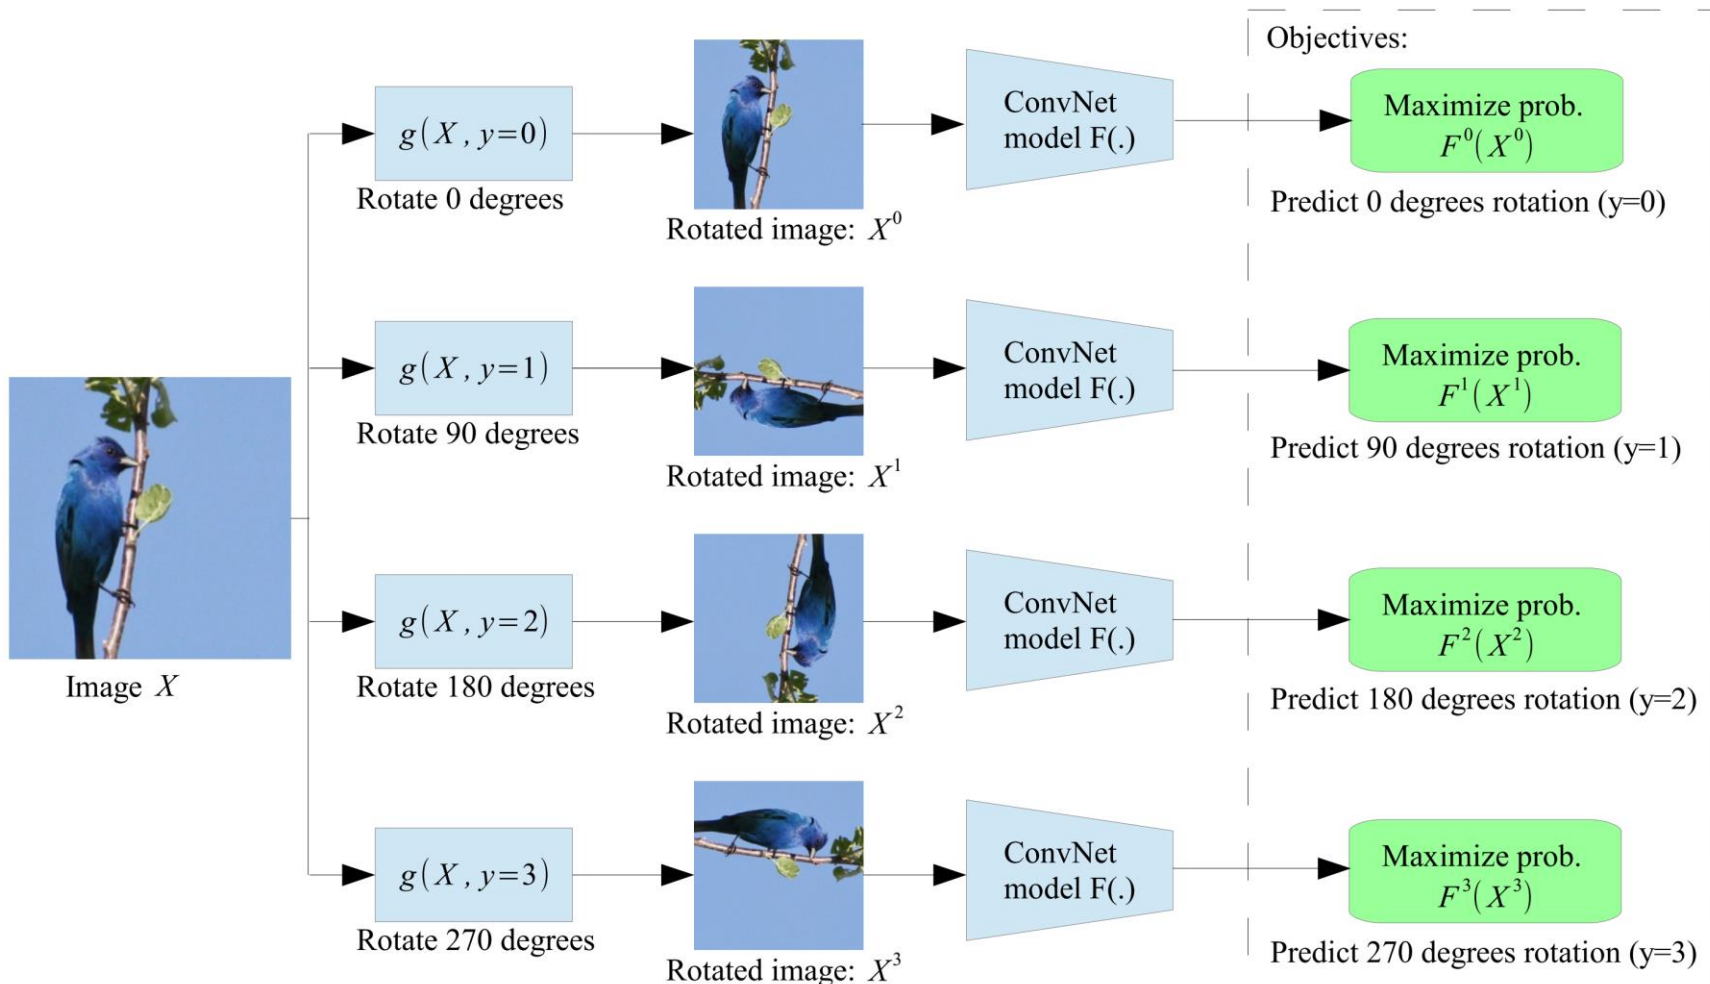 Objectives:
g(X, y=0)
Rotate 0 degrees
Rotated image: X⁰
ConvNet
model F(.)
Maximize prob.
F⁰(X⁰)
Predict 0 degrees rotation (y=0)
g(X, y=1)
Rotate 90 degrees
Rotated image: X¹
ConvNet
model F(.)
Maximize prob.
F¹(X¹)
Predict 90 degrees rotation (y=1)
Image X
g(X, y=2)
Rotate 180 degrees
Rotated image: X²
ConvNet
model F(.)
Maximize prob.
F²(X²)
Predict 180 degrees rotation (y=2)
g(X, y=3)
Rotate 270 degrees
Rotated image: X³
ConvNet
model F(.)
Maximize prob.
F³(X³)
Predict 270 degrees rotation (y=3)